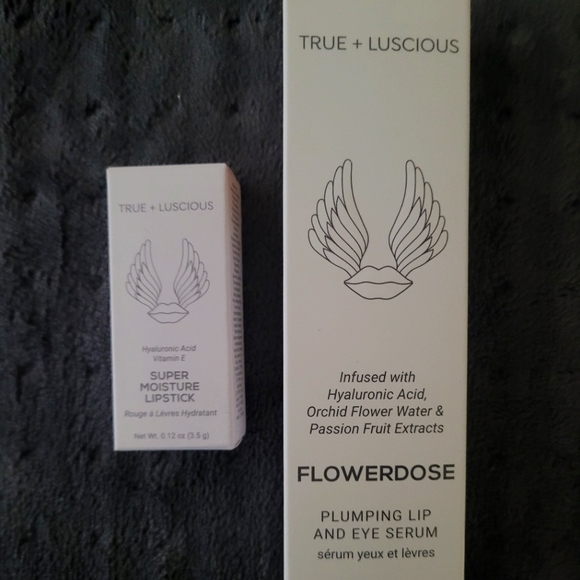 TRUE + LUSCIOUS
Hyaluronic Acid
Vitamin E
SUPER
MOISTURE
LIPSTICK
Rouge à Lèvres Hydratant
Net Wt. 0.12 oz (3.5 g)
TRUE + LUSCIOUS
Infused with
Hyaluronic Acid,
Orchid Flower Water &
Passion Fruit Extracts
FLOWERDOSE
PLUMPING LIP
AND EYE SERUM
sérum yeux et lèvres